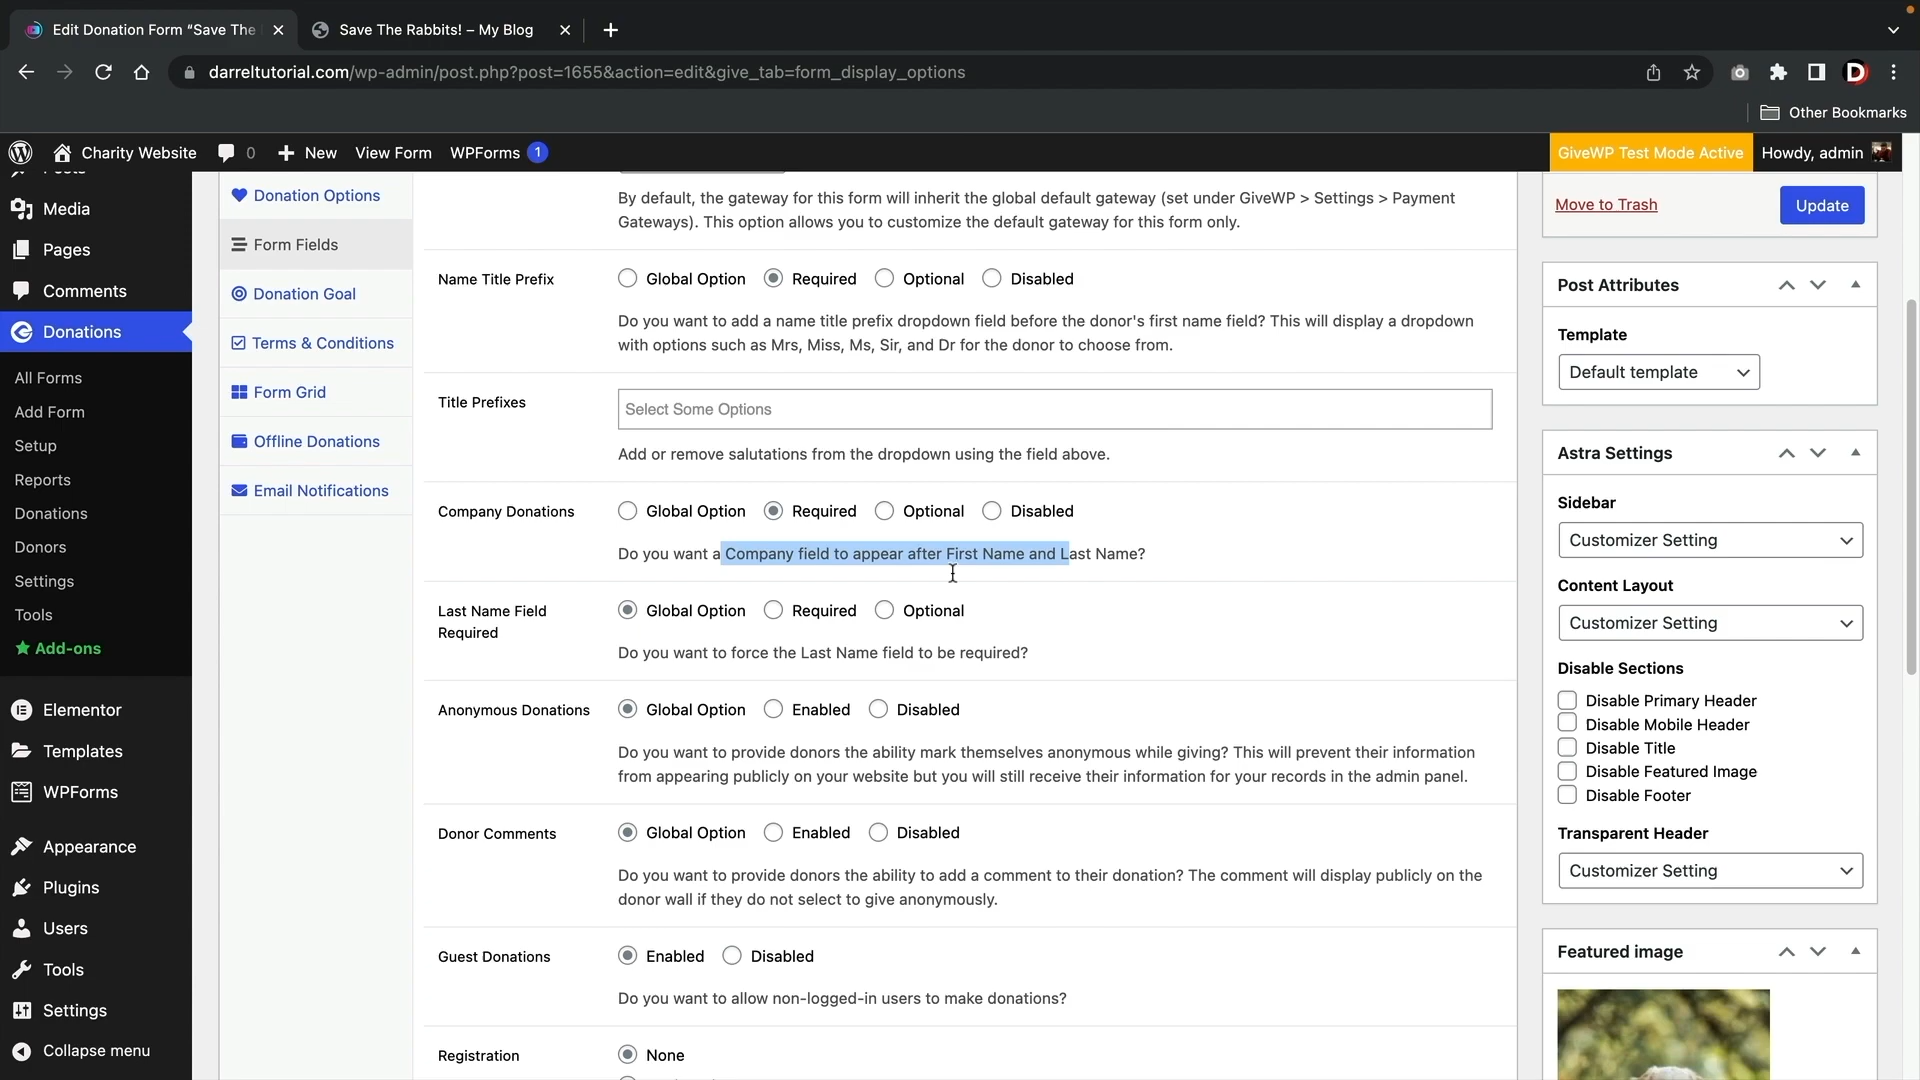 Edit Donation Form “Save The
Save The Rabbits! – My Blog
darreltutorial.com/wp-admin/post.php?post=1655&action=edit&give_tab=form_display_options
D
Other Bookmarks
Charity Website
0
New
View Form
WPForms 1
GiveWP Test Mode Active
Howdy, admin
Media
Pages
Comments
Donations
All Forms
Add Form
Setup
Reports
Donations
Donors
Settings
Tools
Add-ons
Elementor
Templates
WPForms
Appearance
Plugins
Users
Tools
Settings
Collapse menu
Donation Options
Form Fields
Donation Goal
Terms & Conditions
Form Grid
Offline Donations
Email Notifications
By default, the gateway for this form will inherit the global default gateway (set under GiveWP > Settings > Payment
Gateways). This option allows you to customize the default gateway for this form only.
Name Title Prefix
Global Option Required Optional Disabled
Do you want to add a name title prefix dropdown field before the donor's first name field? This will display a dropdown
with options such as Mrs, Miss, Ms, Sir, and Dr for the donor to choose from.
Title Prefixes
Select Some Options
Add or remove salutations from the dropdown using the field above.
Company Donations
Global Option Required Optional Disabled
Do you want a Company field to appear after First Name and Last Name?
Last Name Field
Required
Global Option Required Optional
Do you want to force the Last Name field to be required?
Anonymous Donations
Global Option Enabled Disabled
Do you want to provide donors the ability mark themselves anonymous while giving? This will prevent their information
from appearing publicly on your website but you will still receive their information for your records in the admin panel.
Donor Comments
Global Option Enabled Disabled
Do you want to provide donors the ability to add a comment to their donation? The comment will display publicly on the
donor wall if they do not select to give anonymously.
Guest Donations
Enabled Disabled
Do you want to allow non-logged-in users to make donations?
Registration
None
Move to Trash
Update
Post Attributes
Template
Default template
Astra Settings
Sidebar
Customizer Setting
Content Layout
Customizer Setting
Disable Sections
Disable Primary Header
Disable Mobile Header
Disable Title
Disable Featured Image
Disable Footer
Transparent Header
Customizer Setting
Featured image